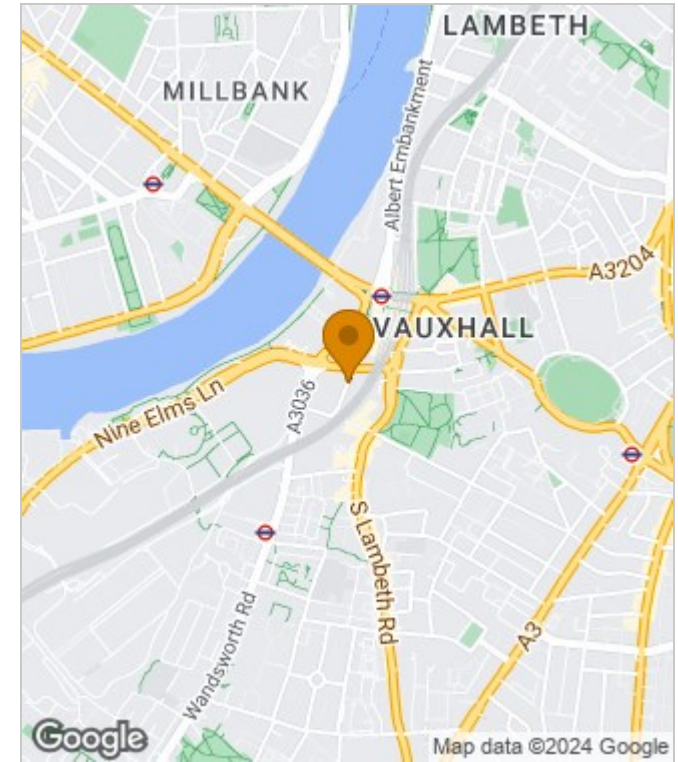 LAMBETH
MILLBANK
Albert Embankment
A3204
VAUXHALL
Nine Elms Ln
A3036
S Lambeth Rd
Wandsworth Rd
A3
Google
Map data ©2024 Google